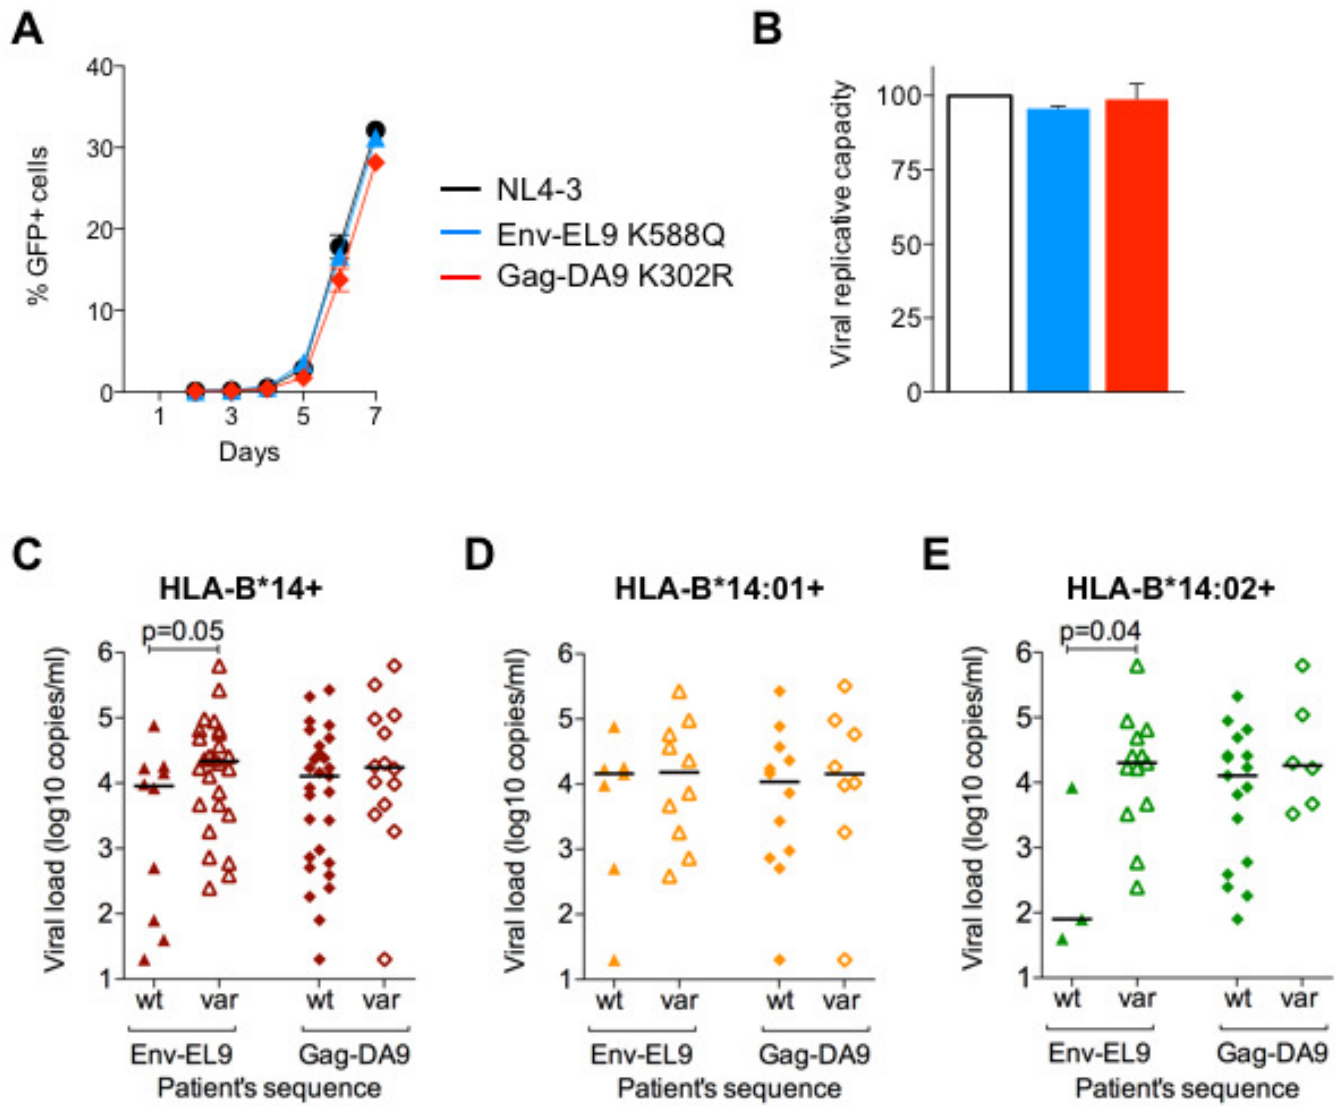 A
% GFP+ cells
40
30
20
10
0
1 3 5 7
Days
NL4-3
Env-EL9 K588Q
Gag-DA9 K302R
B
Viral replicative capacity
100
75
50
25
0
C
HLA-B*14+
p=0.05
Viral load (log10 copies/ml)
6
5
4
3
2
1
wt var wt var
Env-EL9 Gag-DA9
Patient's sequence
D
HLA-B*14:01+
Viral load (log10 copies/ml)
6
5
4
3
2
1
wt var wt var
Env-EL9 Gag-DA9
Patient's sequence
E
HLA-B*14:02+
p=0.04
Viral load (log10 copies/ml)
6
5
4
3
2
1
wt var wt var
Env-EL9 Gag-DA9
Patient's sequence